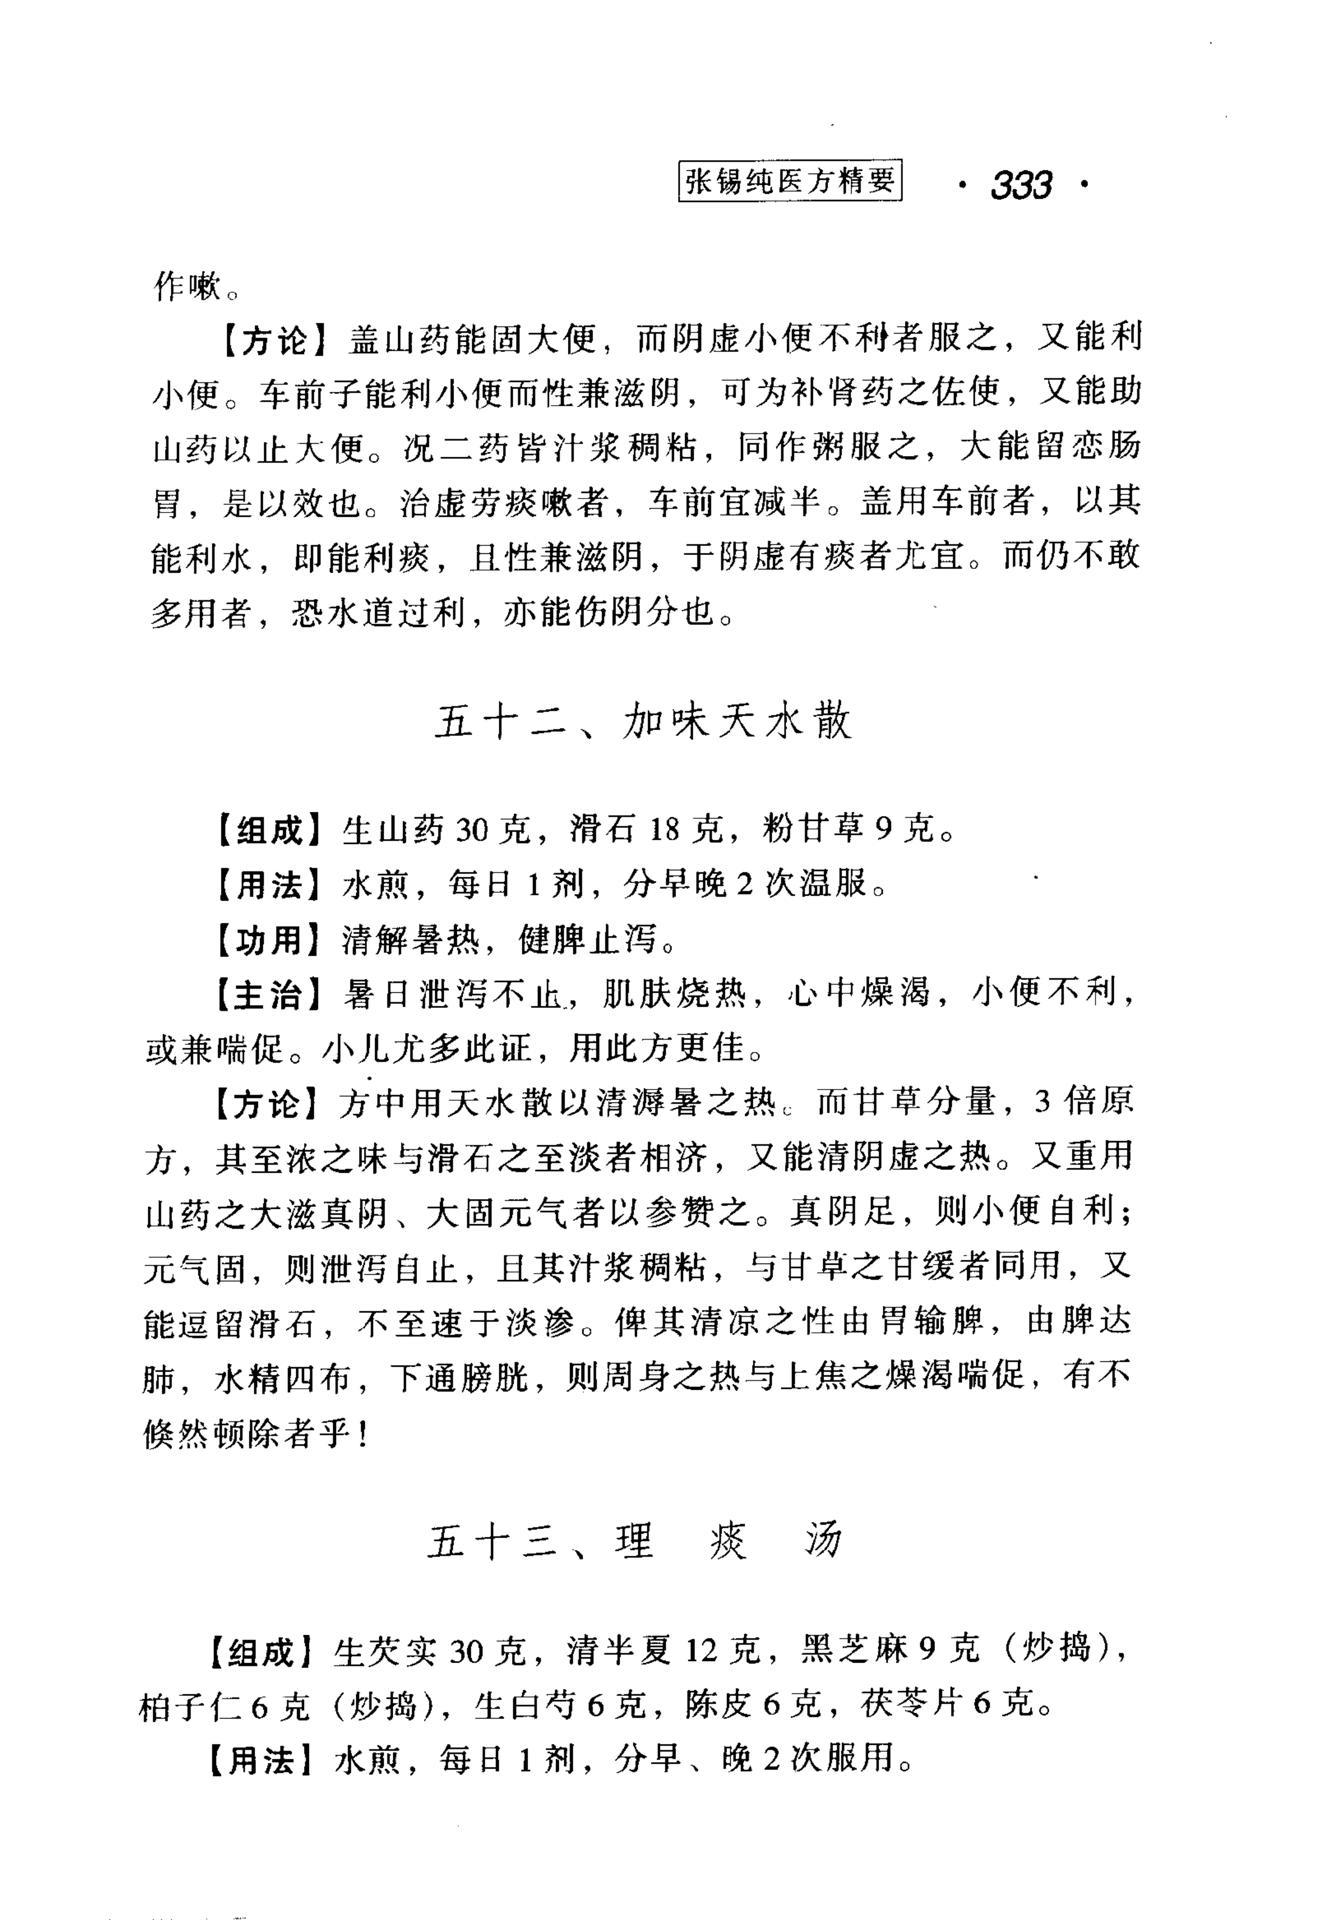 张锡纯医方精要 · 333 ·
作嗽。
【方论】盖山药能固大便，而阴虚小便不利者服之，又能利
小便。车前子能利小便而性兼滋阴，可为补肾药之佐使，又能助
山药以止大便。况二药皆汁浆稠粘，同作粥服之，大能留恋肠
胃，是以效也。治虚劳痰嗽者，车前宜减半。盖用车前者，以其
能利水，即能利痰，且性兼滋阴，于阴虚有痰者尤宜。而仍不敢
多用者，恐水道过利，亦能伤阴分也。
五十二、加味天水散
【组成】生山药 30 克，滑石 18 克，粉甘草 9 克。
【用法】水煎，每日 1 剂，分早晚 2 次温服。
【功用】清解暑热，健脾止泻。
【主治】暑日泄泻不止，肌肤烧热，心中燥渴，小便不利，
或兼喘促。小儿尤多此证，用此方更佳。
【方论】方中用天水散以清溽暑之热。而甘草分量，3 倍原
方，其至浓之味与滑石之至淡者相济，又能清阴虚之热。又重用
山药之大滋真阴、大固元气者以参赞之。真阴足，则小便自利；
元气固，则泄泻自止，且其汁浆稠粘，与甘草之甘缓者同用，又
能逗留滑石，不至速于淡渗。俾其清凉之性由胃输脾，由脾达
肺，水精四布，下通膀胱，则周身之热与上焦之燥渴喘促，有不
倏然顿除者乎！
五十三、理 痰 汤
【组成】生芡实 30 克，清半夏 12 克，黑芝麻 9 克（炒捣），
柏子仁 6 克（炒捣），生白芍 6 克，陈皮 6 克，茯苓片 6 克。
【用法】水煎，每日 1 剂，分早、晚 2 次服用。